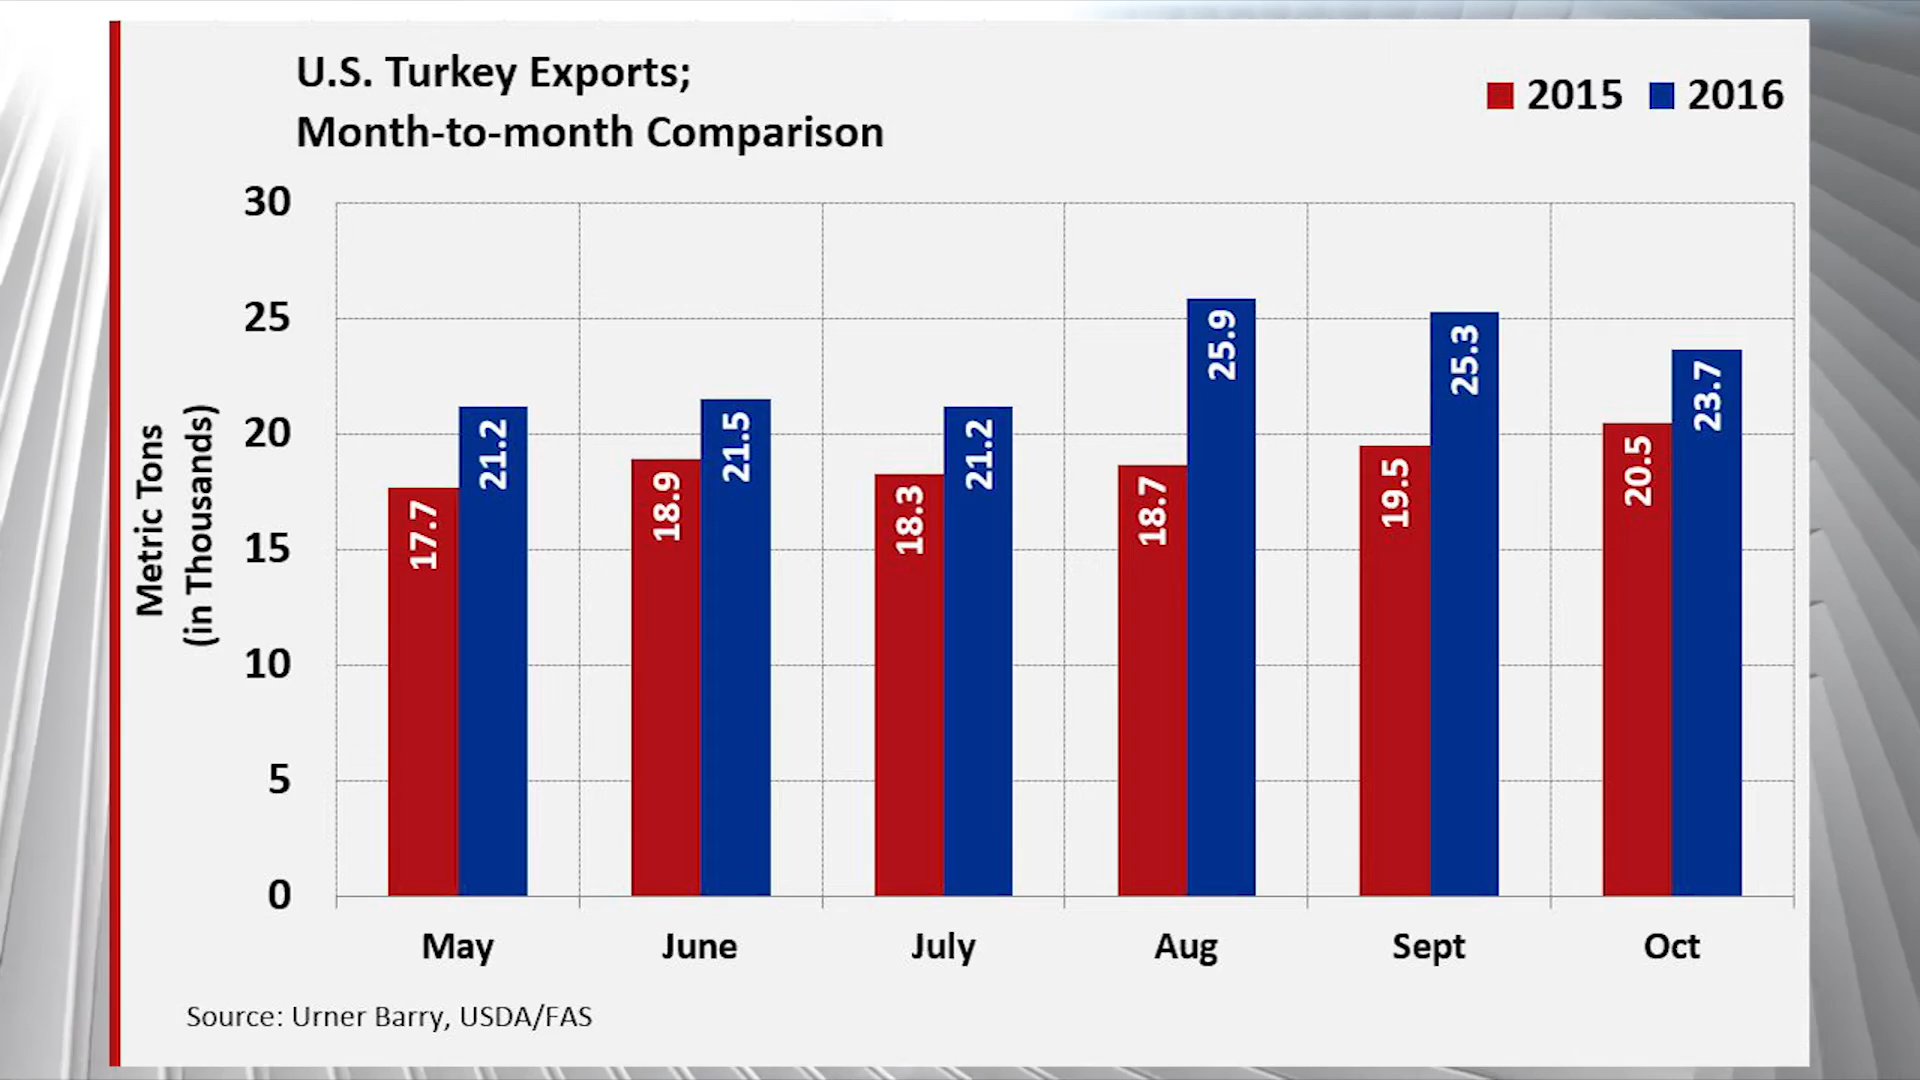 U.S. Turkey Exports;
Month-to-month Comparison
2015 2016
Metric Tons
(in Thousands)
30
25
20
15
10
5
0
17.7 21.2 18.9 21.5 18.3 21.2 18.7 25.9 19.5 25.3 20.5 23.7
May June July Aug Sept Oct
Source: Urner Barry, USDA/FAS